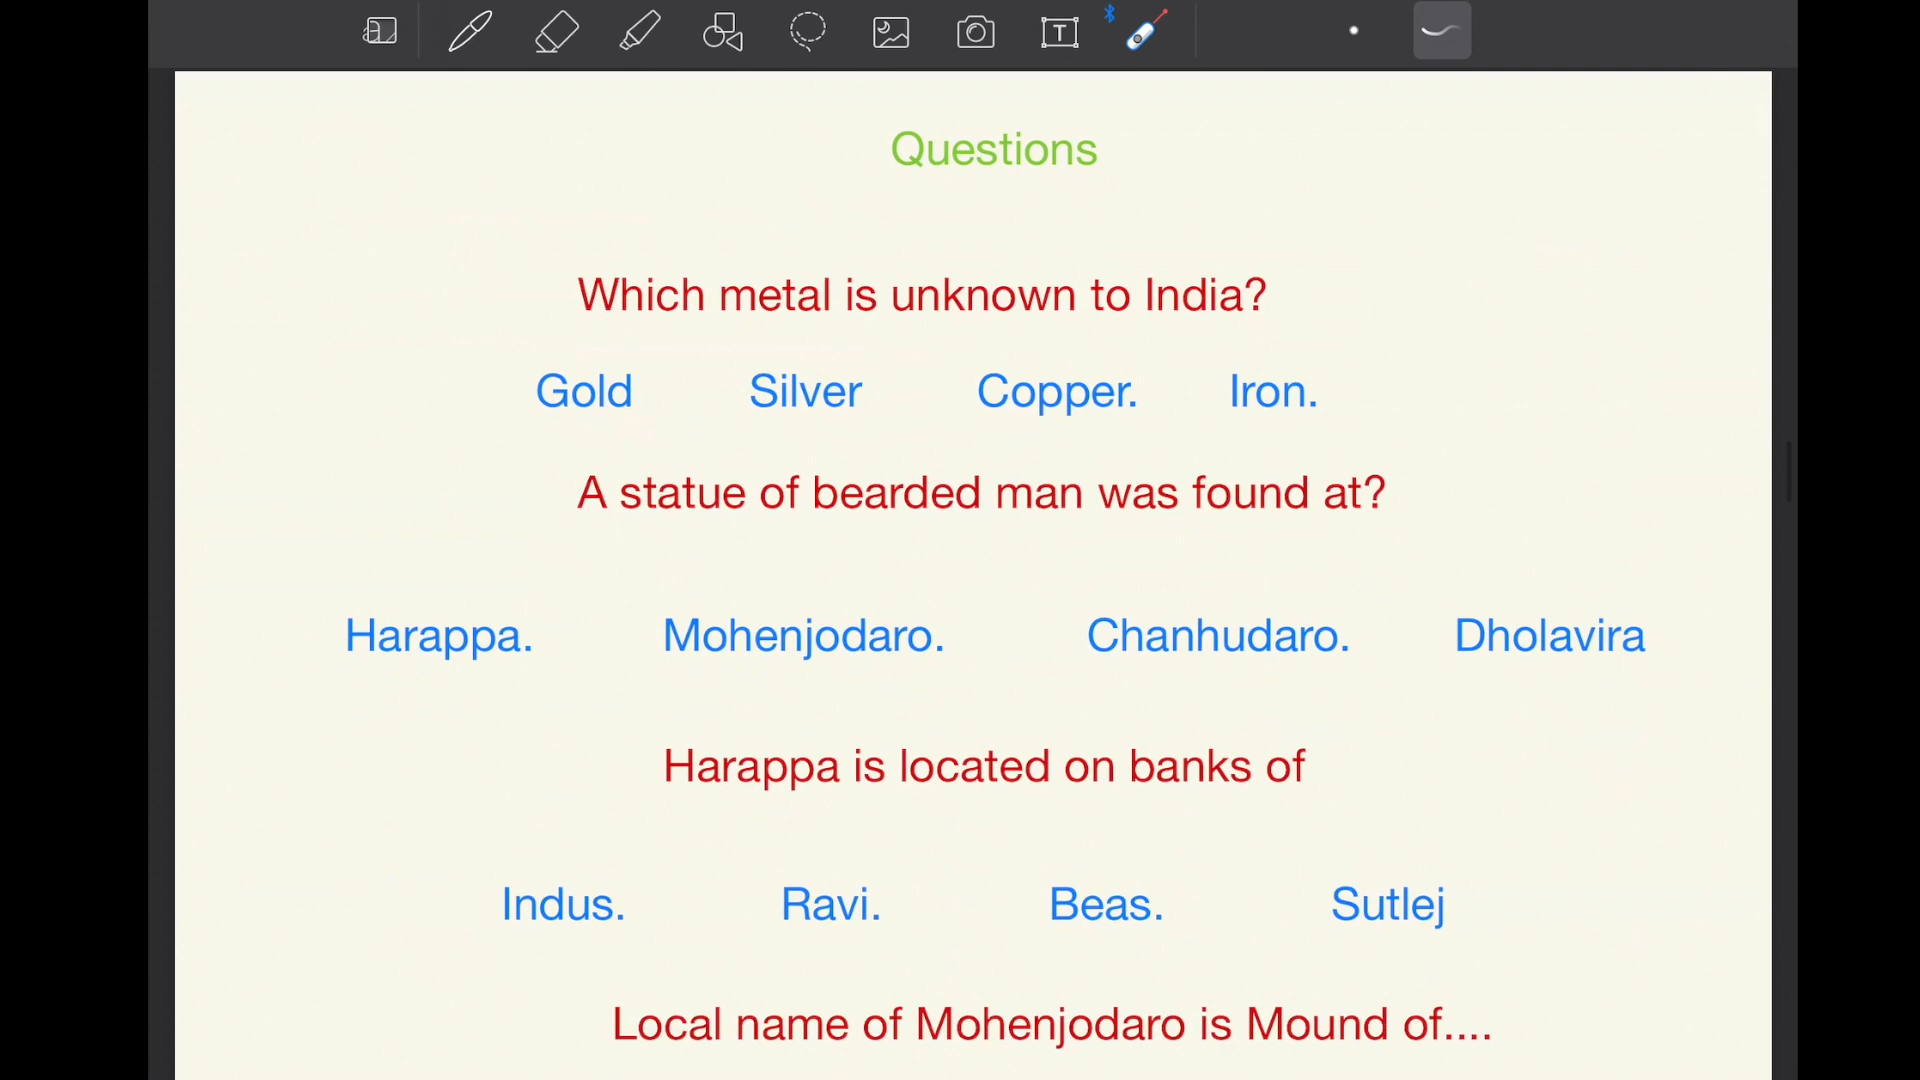 Questions
Which metal is unknown to India?
Gold Silver Copper. Iron.
A statue of bearded man was found at?
Harappa. Mohenjodaro. Chanhudaro. Dholavira
Harappa is located on banks of
Indus. Ravi. Beas. Sutlej
Local name of Mohenjodaro is Mound of....